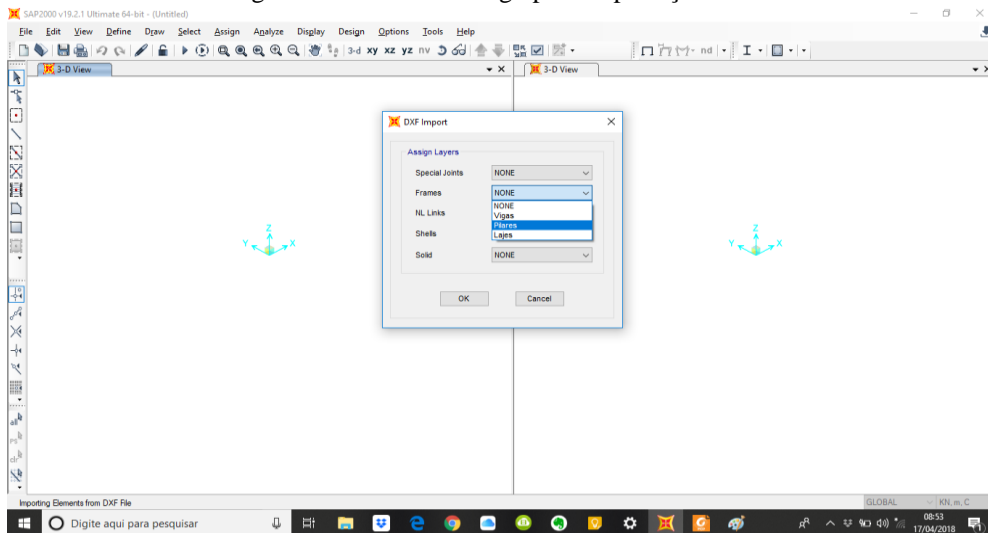 SAP2000 v19.2.1 Ultimate 64-bit - (Untitled)
File Edit View Define Draw Select Assign Analyze Display Design Options Tools Help
3-d xy xz yz nv
nd
3-D View
3-D View
DXF Import
Assign Layers
Special Joints NONE
Frames NONE
NONE
NL Links
Vigas
Pilares
Shells
Lajes
Solid NONE
OK Cancel
Z
Y X
Z
Y X
Importing Elements from DXF File
GLOBAL KN, m, C
Digite aqui para pesquisar
08:53
17/04/2018